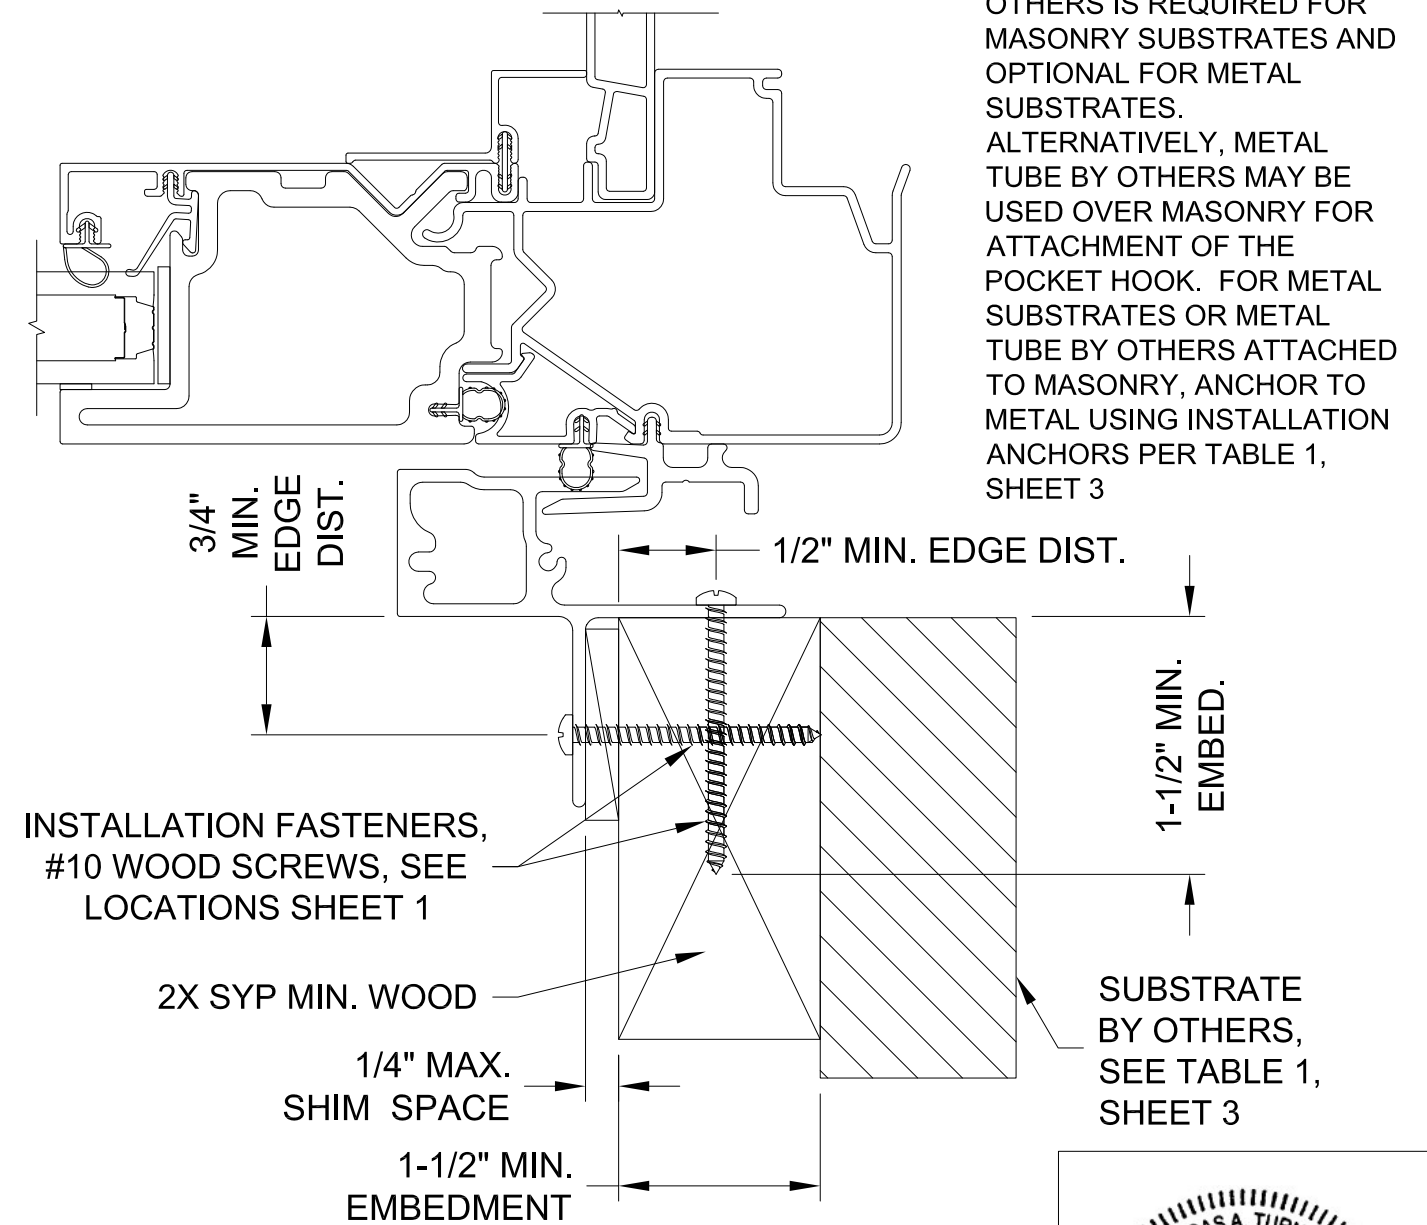 OTHERS IS REQUIRED FOR
MASONRY SUBSTRATES AND
OPTIONAL FOR METAL
SUBSTRATES.
ALTERNATIVELY, METAL
TUBE BY OTHERS MAY BE
USED OVER MASONRY FOR
ATTACHMENT OF THE
POCKET HOOK. FOR METAL
SUBSTRATES OR METAL
TUBE BY OTHERS ATTACHED
TO MASONRY, ANCHOR TO
METAL USING INSTALLATION
ANCHORS PER TABLE 1,
SHEET 3
3/4"
MIN.
EDGE
DIST.
1/2" MIN. EDGE DIST.
1-1/2" MIN.
EMBED.
INSTALLATION FASTENERS,
#10 WOOD SCREWS, SEE
LOCATIONS SHEET 1
2X SYP MIN. WOOD
1/4" MAX.
SHIM SPACE
1-1/2" MIN.
EMBEDMENT
SUBSTRATE
BY OTHERS,
SEE TABLE 1,
SHEET 3